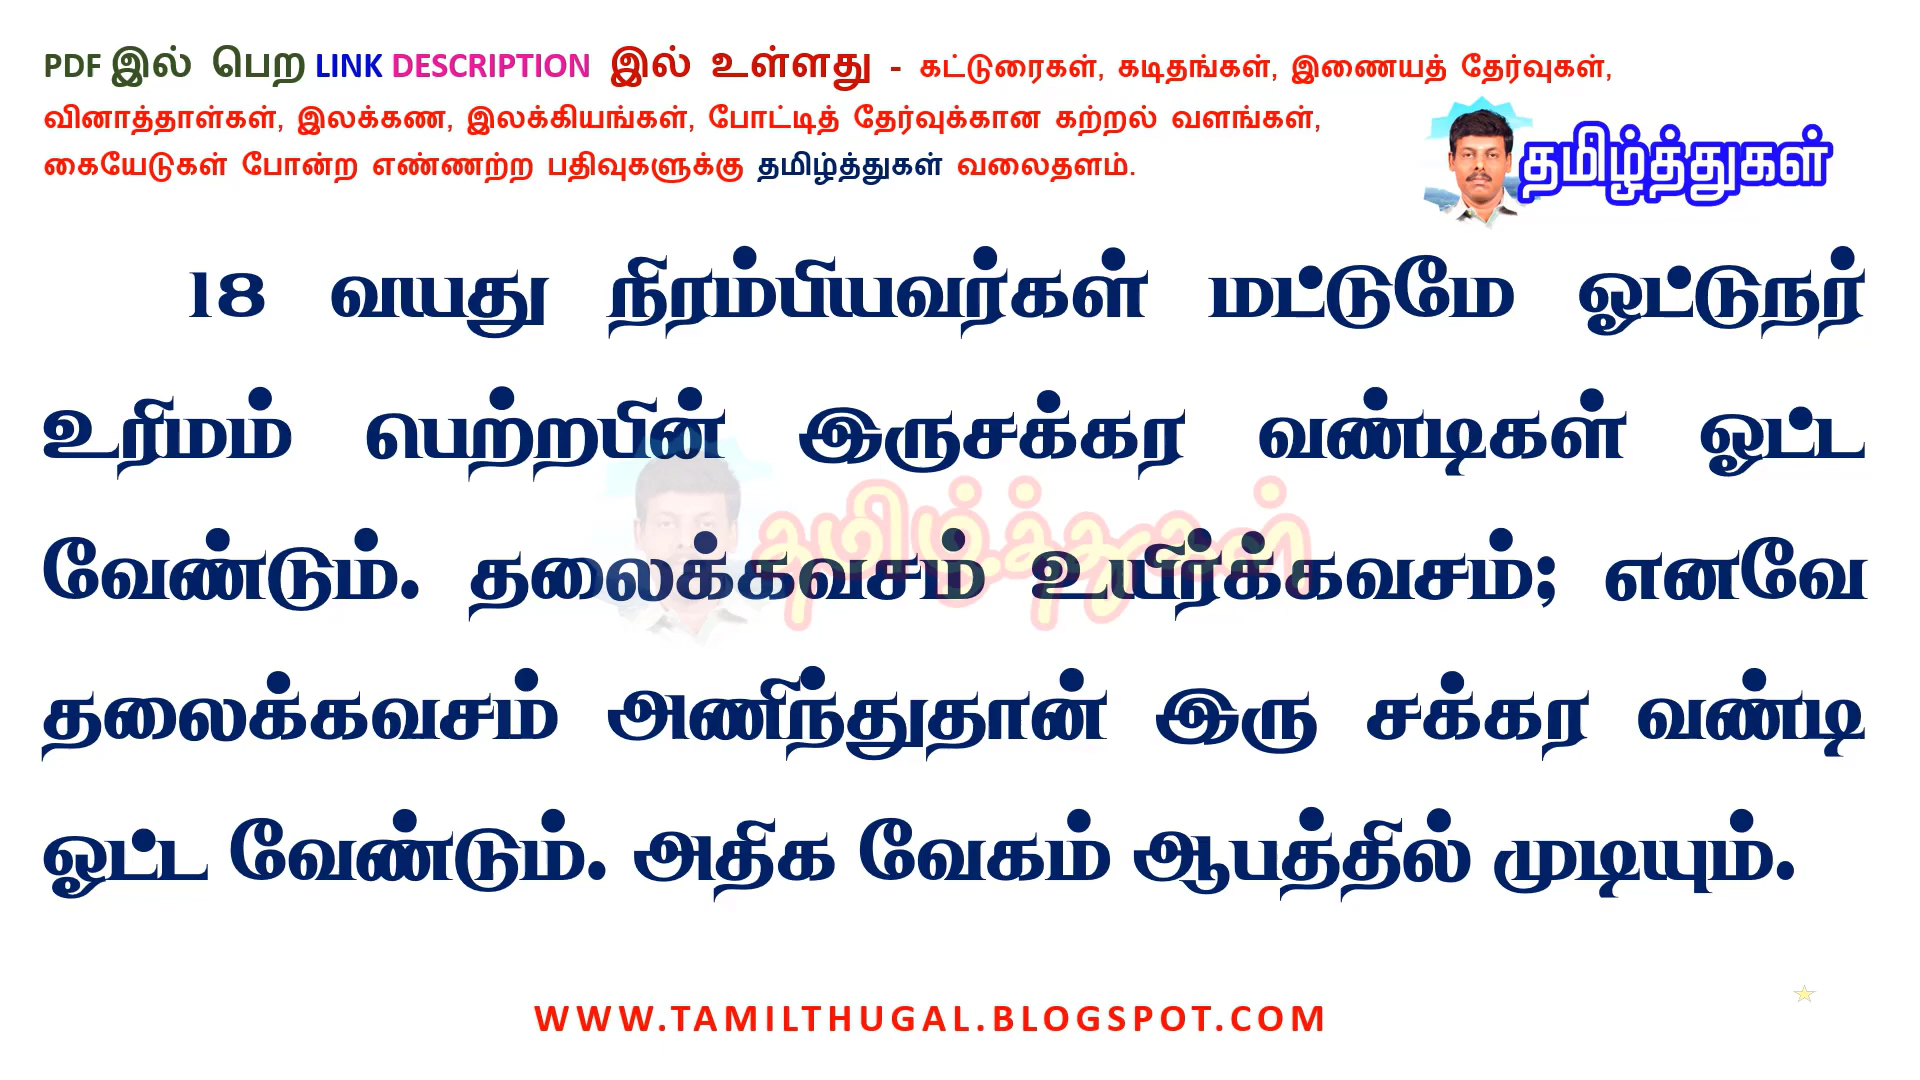 PDF இல் பெற LINK DESCRIPTION இல் உள்ளது - கட்டுரைகள், கடிதங்கள், இணையத் தேர்வுகள்,
வினாத்தாள்கள், இலக்கண, இலக்கியங்கள், போட்டித் தேர்வுக்கான கற்றல் வளங்கள்,
கையேடுகள் போன்ற எண்ணற்ற பதிவுகளுக்கு தமிழ்த்துகள் வலைதளம்.
தமிழ்த்துகள்
18 வயது நிரம்பியவர்கள் மட்டுமே ஓட்டுநர்
உரிமம் பெற்றபின் இருசக்கர வண்டிகள் ஓட்ட
வேண்டும். தலைக்கவசம் உயிர்க்கவசம்; எனவே
தலைக்கவசம் அணிந்துதான் இரு சக்கர வண்டி
ஓட்ட வேண்டும். அதிக வேகம் ஆபத்தில் முடியும்.
தமிழ்த்துகள்
WWW.TAMILTHUGAL.BLOGSPOT.COM